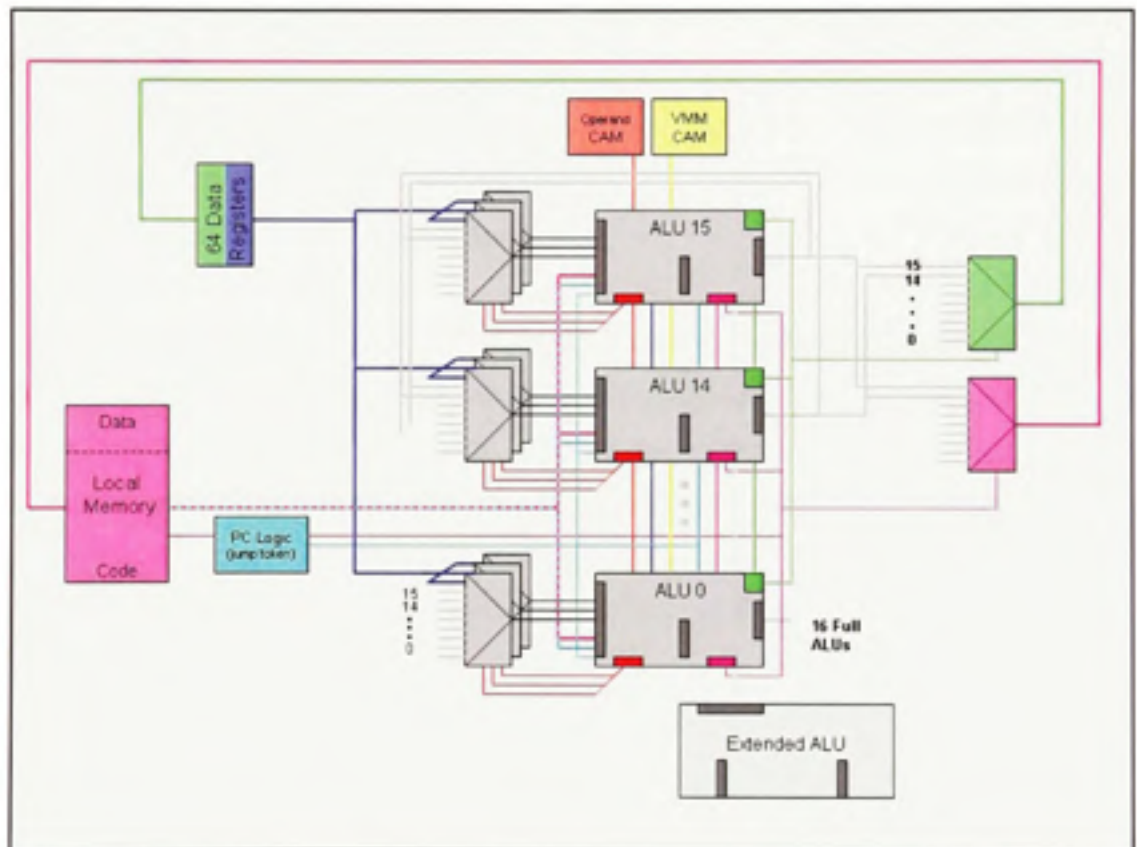 Operand
CAM
VMM
CAM
64 Data
Registers
ALU 15
15
14
0
ALU 14
Data
Local
Memory
Code
PC Logic
(jump token)
15
14
0
ALU 0
16 Full
ALUs
Extended ALU